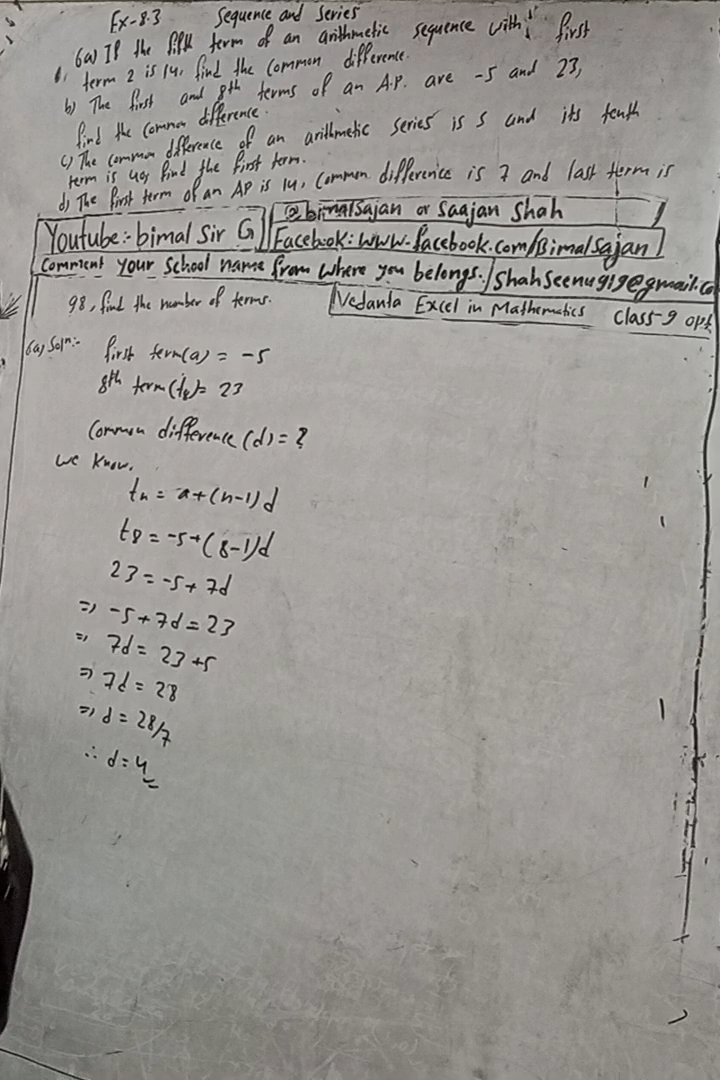 Ex-8.3 Sequence and Series
6a) If the fifth term of an arithmetic sequence with first
term 2 is 14, find the common difference.
b) The first and 8th terms of an A.P. are -5 and 23,
find the common difference.
c) The common difference of an arithmetic series is 5 and its tenth
term is 40, find the first term.
d) The first term of an AP is 14, common difference is 7 and last term is
@bimalsajan or Saajan Shah
Youtube:- bimal Sir G
Facebook: www.facebook.com/Bimalsajan
Comment your School name from where you belongs.
Shahseenu919@gmail.co
98, find the number of terms.
Vedanta Excel in Mathematics class-9 opt
6a) Soln:- first term(a) = -5
8th term (t8) = 23
Common difference (d) = ?
We know,
tn = a+(n-1)d
t8 = -5+(8-1)d
23 = -5+7d
=> -5+7d = 23
=> 7d = 23+5
=> 7d = 28
=> d = 28/7
∴ d=4